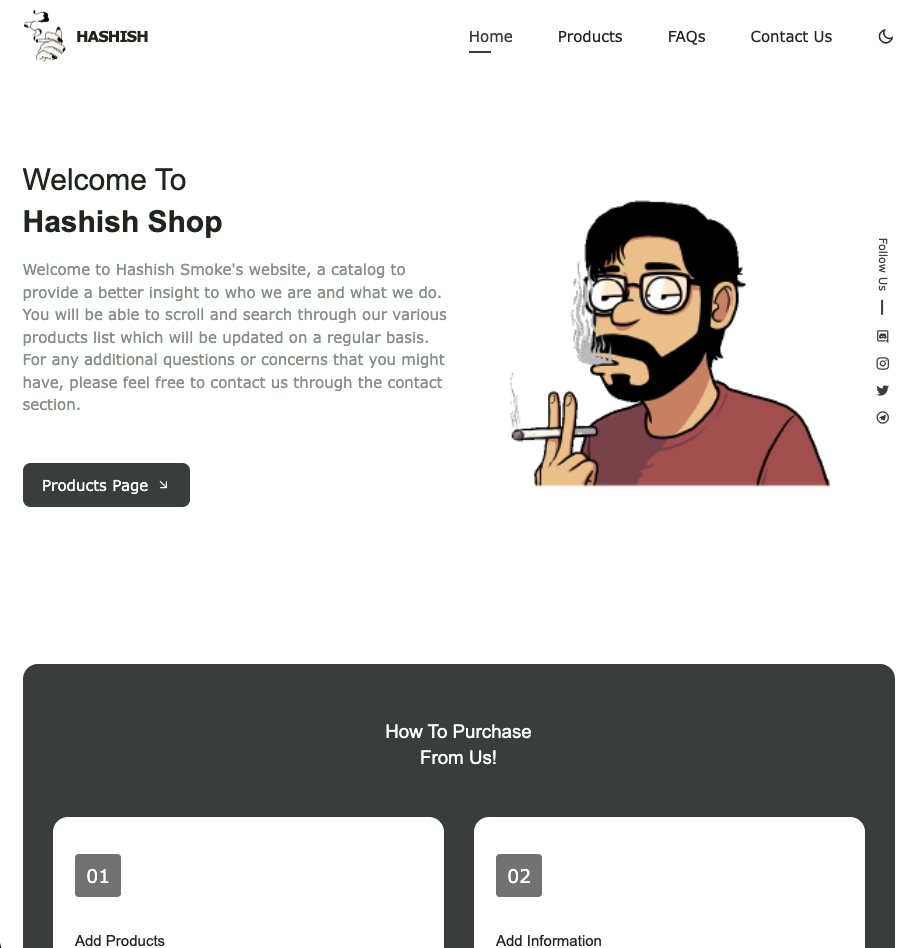 HASHISH
Home
Products
FAQs
Contact Us
Welcome To
Hashish Shop
Welcome to Hashish Smoke's website, a catalog to
provide a better insight to who we are and what we do.
You will be able to scroll and search through our various
products list which will be updated on a regular basis.
For any additional questions or concerns that you might
have, please feel free to contact us through the contact
section.
Products Page
Follow Us
How To Purchase
From Us!
01
Add Products
02
Add Information